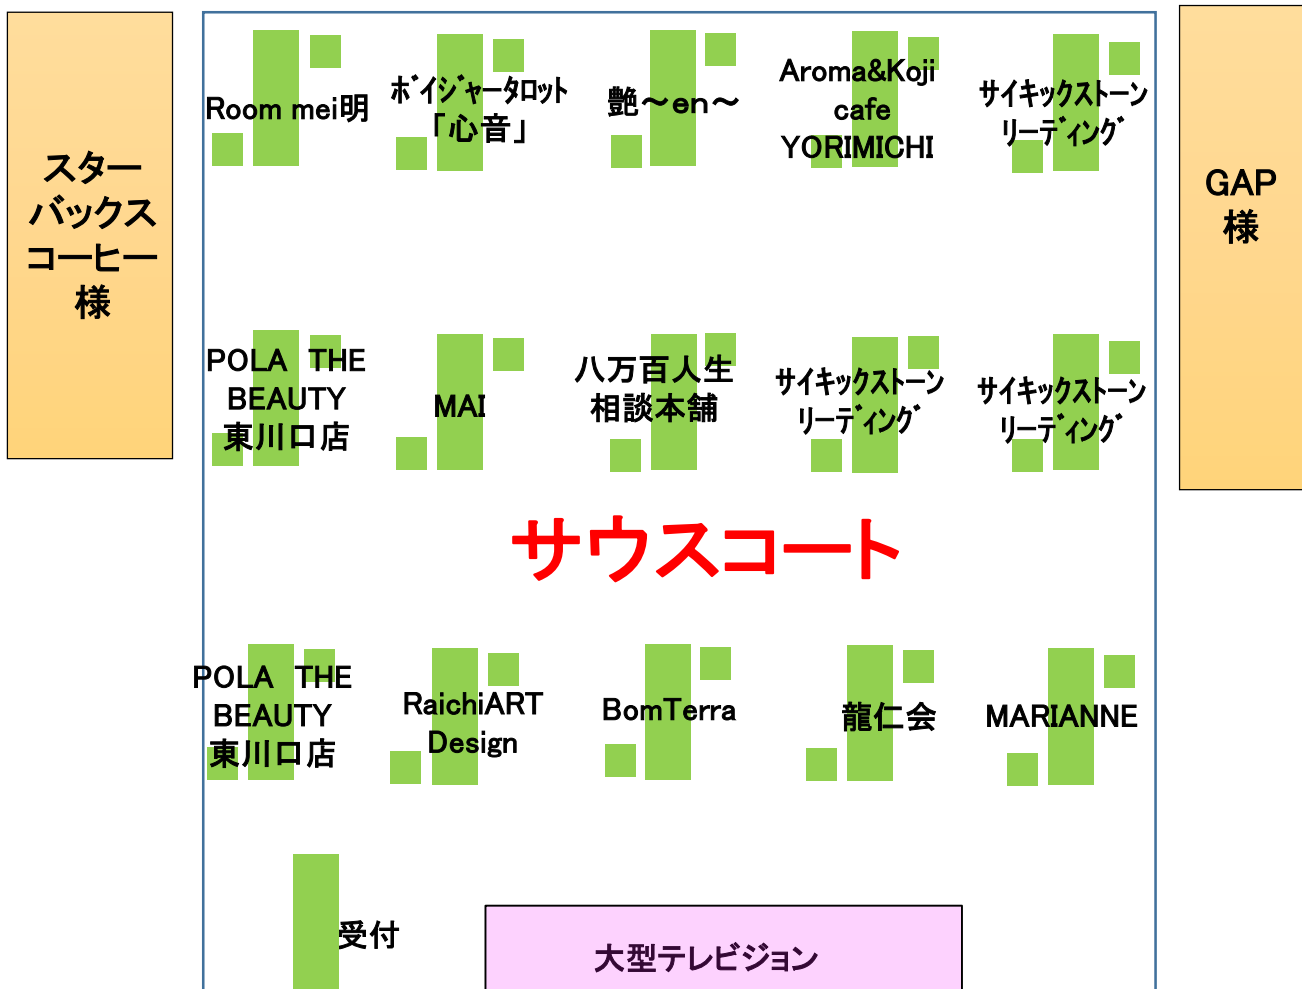 スター
バックス
コーヒー
様
Room mei明
ボイジャータロット
「心音」
艶～en～
Aroma&Koji
cafe
YORIMICHI
サイキックストーン
リーディング
GAP
様
POLA　THE
BEAUTY
東川口店
MAI
八万百人生
相談本舗
サイキックストーン
リーディング
サイキックストーン
リーディング
サウスコート
POLA　THE
BEAUTY
東川口店
RaichiART
Design
BomTerra
龍仁会
MARIANNE
受付
大型テレビジョン